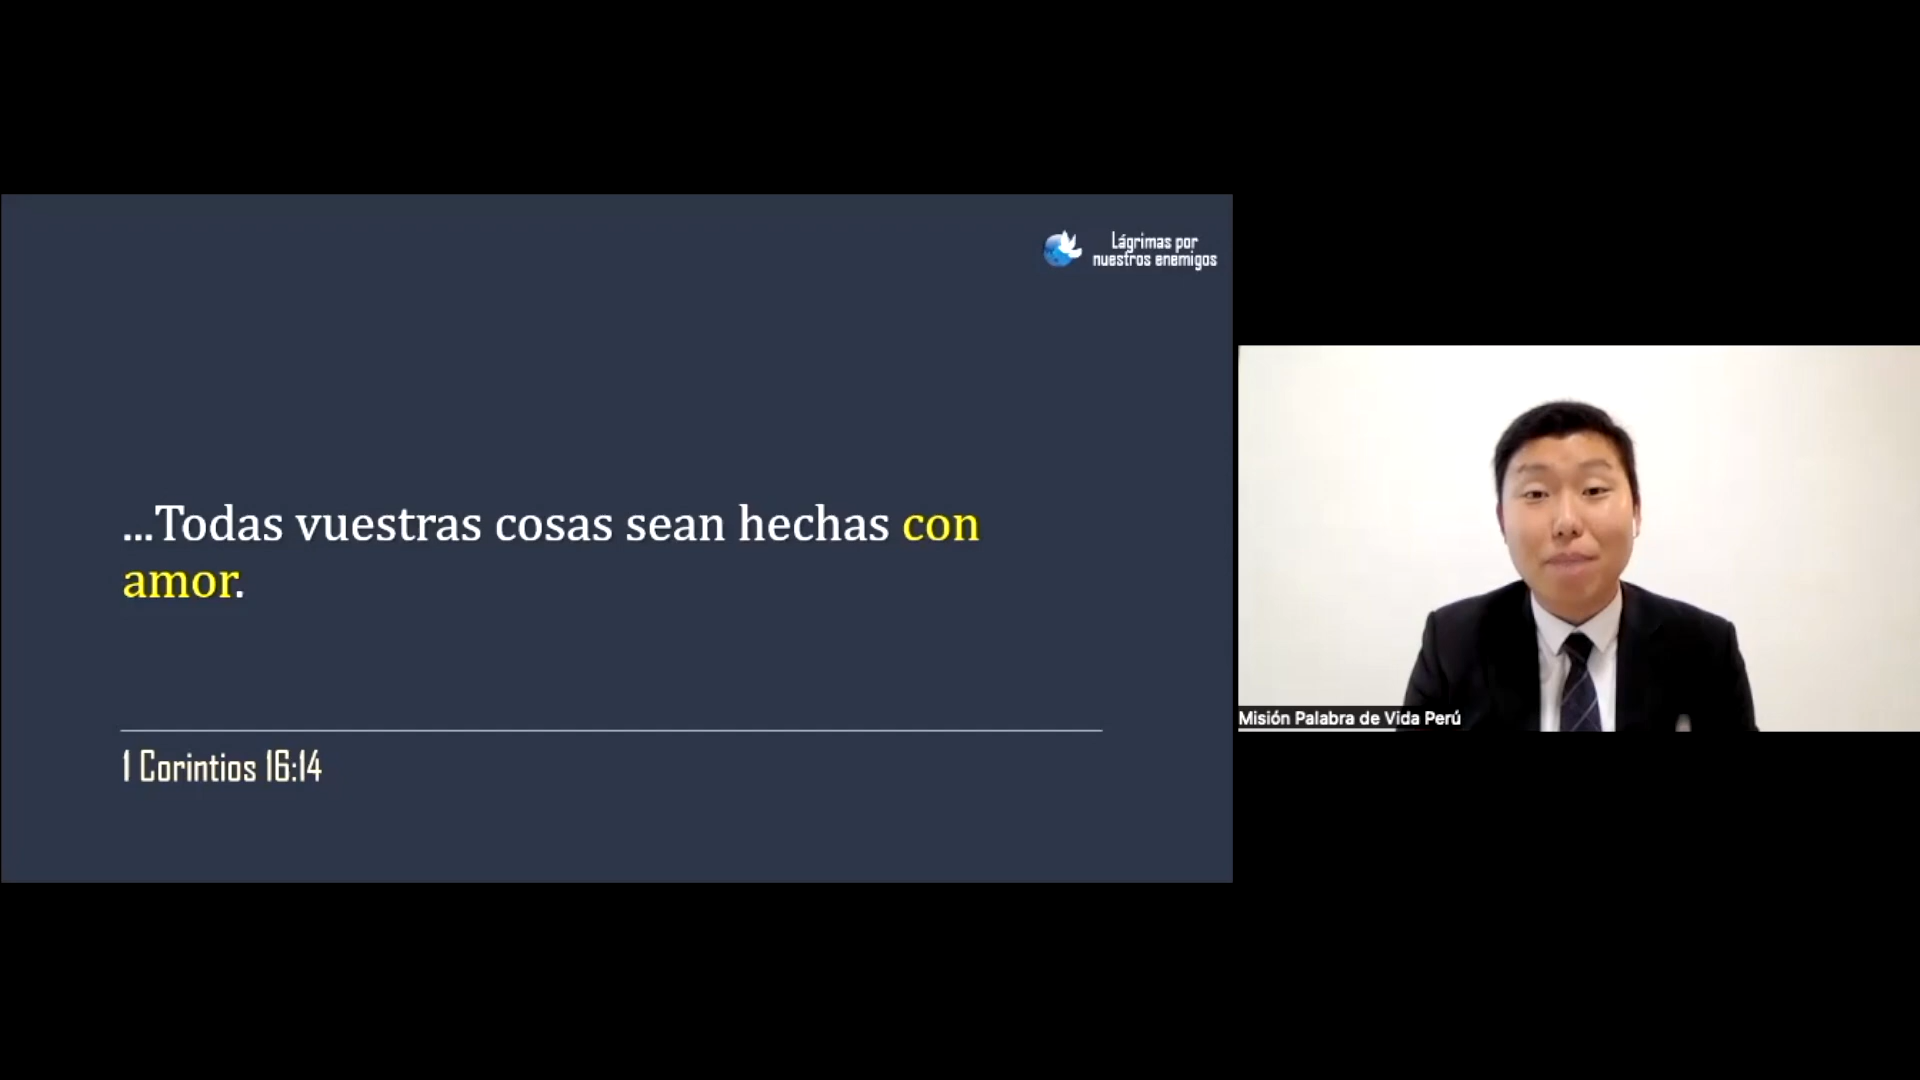 Lágrimas por
nuestros enemigos
...Todas vuestras cosas sean hechas con
amor.
1 Corintios 16:14
Misión Palabra de Vida Perú